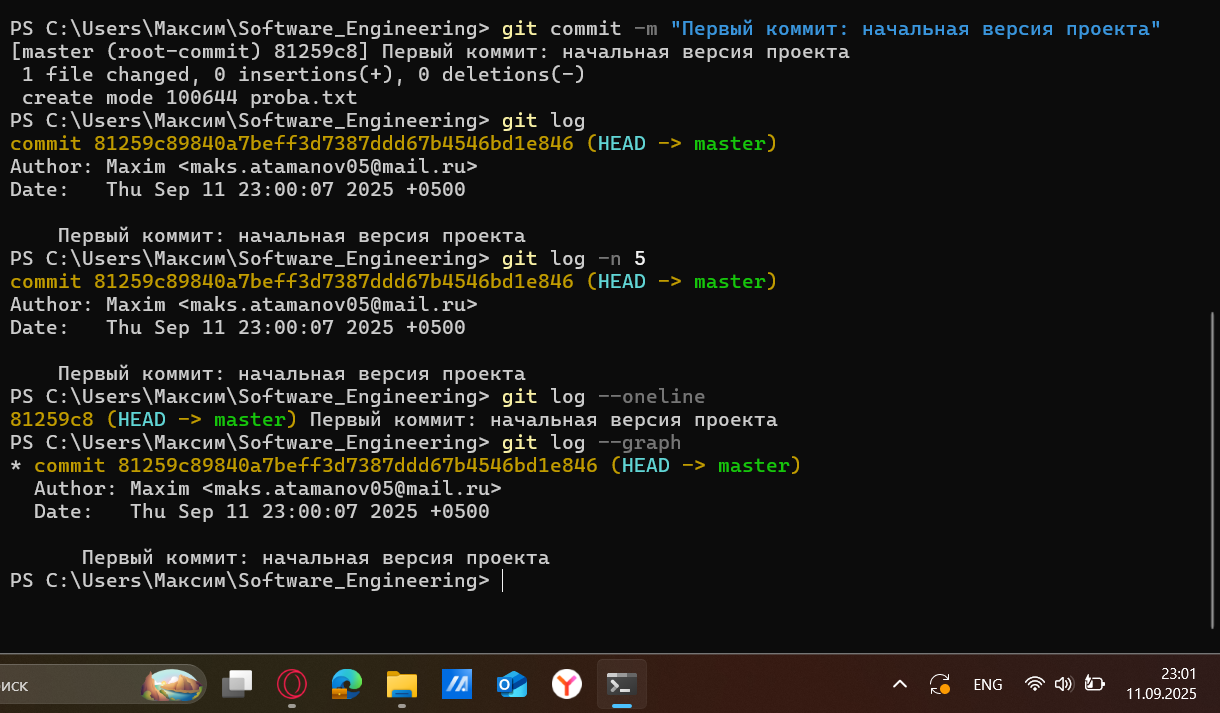 PS C:\Users\Максим\Software_Engineering> git commit -m "Первый коммит: начальная версия проекта"
[master (root-commit) 81259c8] Первый коммит: начальная версия проекта
 1 file changed, 0 insertions(+), 0 deletions(-)
 create mode 100644 proba.txt
PS C:\Users\Максим\Software_Engineering> git log
commit 81259c89840a7beff3d7387ddd67b4546bd1e846 (HEAD -> master)
Author: Maxim <maks.atamanov05@mail.ru>
Date:   Thu Sep 11 23:00:07 2025 +0500

    Первый коммит: начальная версия проекта
PS C:\Users\Максим\Software_Engineering> git log -n 5
commit 81259c89840a7beff3d7387ddd67b4546bd1e846 (HEAD -> master)
Author: Maxim <maks.atamanov05@mail.ru>
Date:   Thu Sep 11 23:00:07 2025 +0500

    Первый коммит: начальная версия проекта
PS C:\Users\Максим\Software_Engineering> git log --oneline
81259c8 (HEAD -> master) Первый коммит: начальная версия проекта
PS C:\Users\Максим\Software_Engineering> git log --graph
* commit 81259c89840a7beff3d7387ddd67b4546bd1e846 (HEAD -> master)
  Author: Maxim <maks.atamanov05@mail.ru>
  Date:   Thu Sep 11 23:00:07 2025 +0500

      Первый коммит: начальная версия проекта
PS C:\Users\Максим\Software_Engineering>
иск
ENG
23:01
11.09.2025